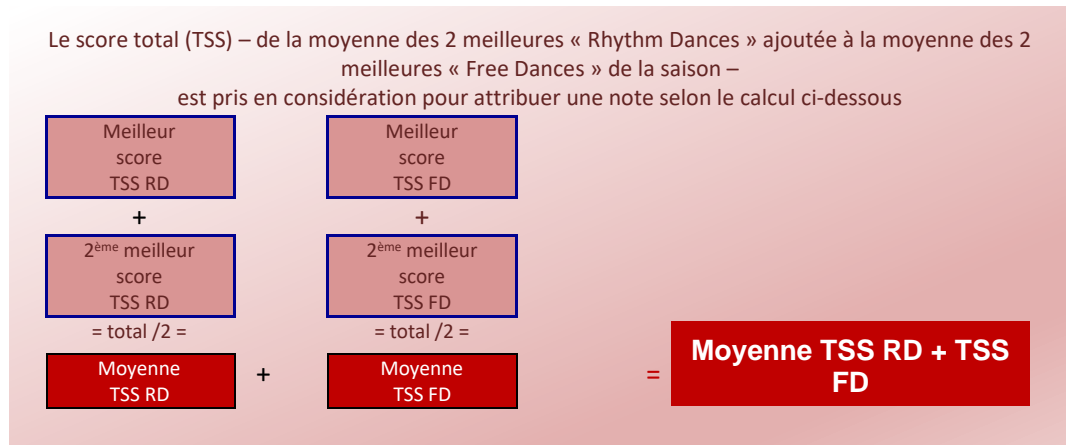 Le score total (TSS) – de la moyenne des 2 meilleures « Rhythm Dances » ajoutée à la moyenne des 2
meilleures « Free Dances » de la saison –
est pris en considération pour attribuer une note selon le calcul ci-dessous
Meilleur
score
TSS RD
+
2ème meilleur
score
TSS RD
= total /2 =
Moyenne
TSS RD
+
Meilleur
score
TSS FD
+
2ème meilleur
score
TSS FD
= total /2 =
Moyenne
TSS FD
=
Moyenne TSS RD + TSS
FD